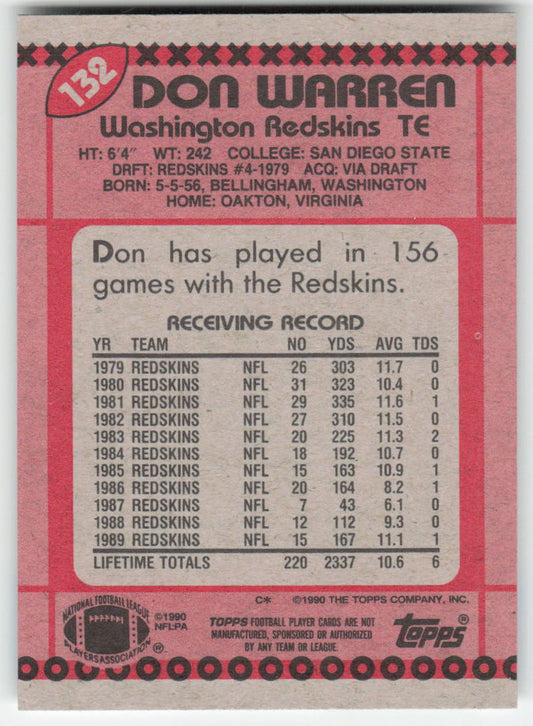 132
DON WARREN
Washington Redskins TE
HT: 6'4" WT: 242 COLLEGE: SAN DIEGO STATE
DRFT: REDSKINS #4-1979 ACQ: VIA DRAFT
BORN: 5-5-56, BELLINGHAM, WASHINGTON
HOME: OAKTON, VIRGINIA
Don has played in 156
games with the Redskins.
RECEIVING RECORD
YR TEAM NO YDS AVG TDS
1979 REDSKINS NFL 26 303 11.7 0
1980 REDSKINS NFL 31 323 10.4 0
1981 REDSKINS NFL 29 335 11.6 1
1982 REDSKINS NFL 27 310 11.5 0
1983 REDSKINS NFL 20 225 11.3 2
1984 REDSKINS NFL 18 192 10.7 0
1985 REDSKINS NFL 15 163 10.9 1
1986 REDSKINS NFL 20 164 8.2 1
1987 REDSKINS NFL 7 43 6.1 0
1988 REDSKINS NFL 12 112 9.3 0
1989 REDSKINS NFL 15 167 11.1 1
LIFETIME TOTALS 220 2337 10.6 6
C* ©1990 THE TOPPS COMPANY, INC.
NATIONAL FOOTBALL LEAGUE
PLAYERS ASSOCIATION ®
©1990
NFLPA
TOPPS FOOTBALL PLAYER CARDS ARE NOT
MANUFACTURED, SPONSORED OR AUTHORIZED
BY ANY TEAM OR LEAGUE.
topps ®